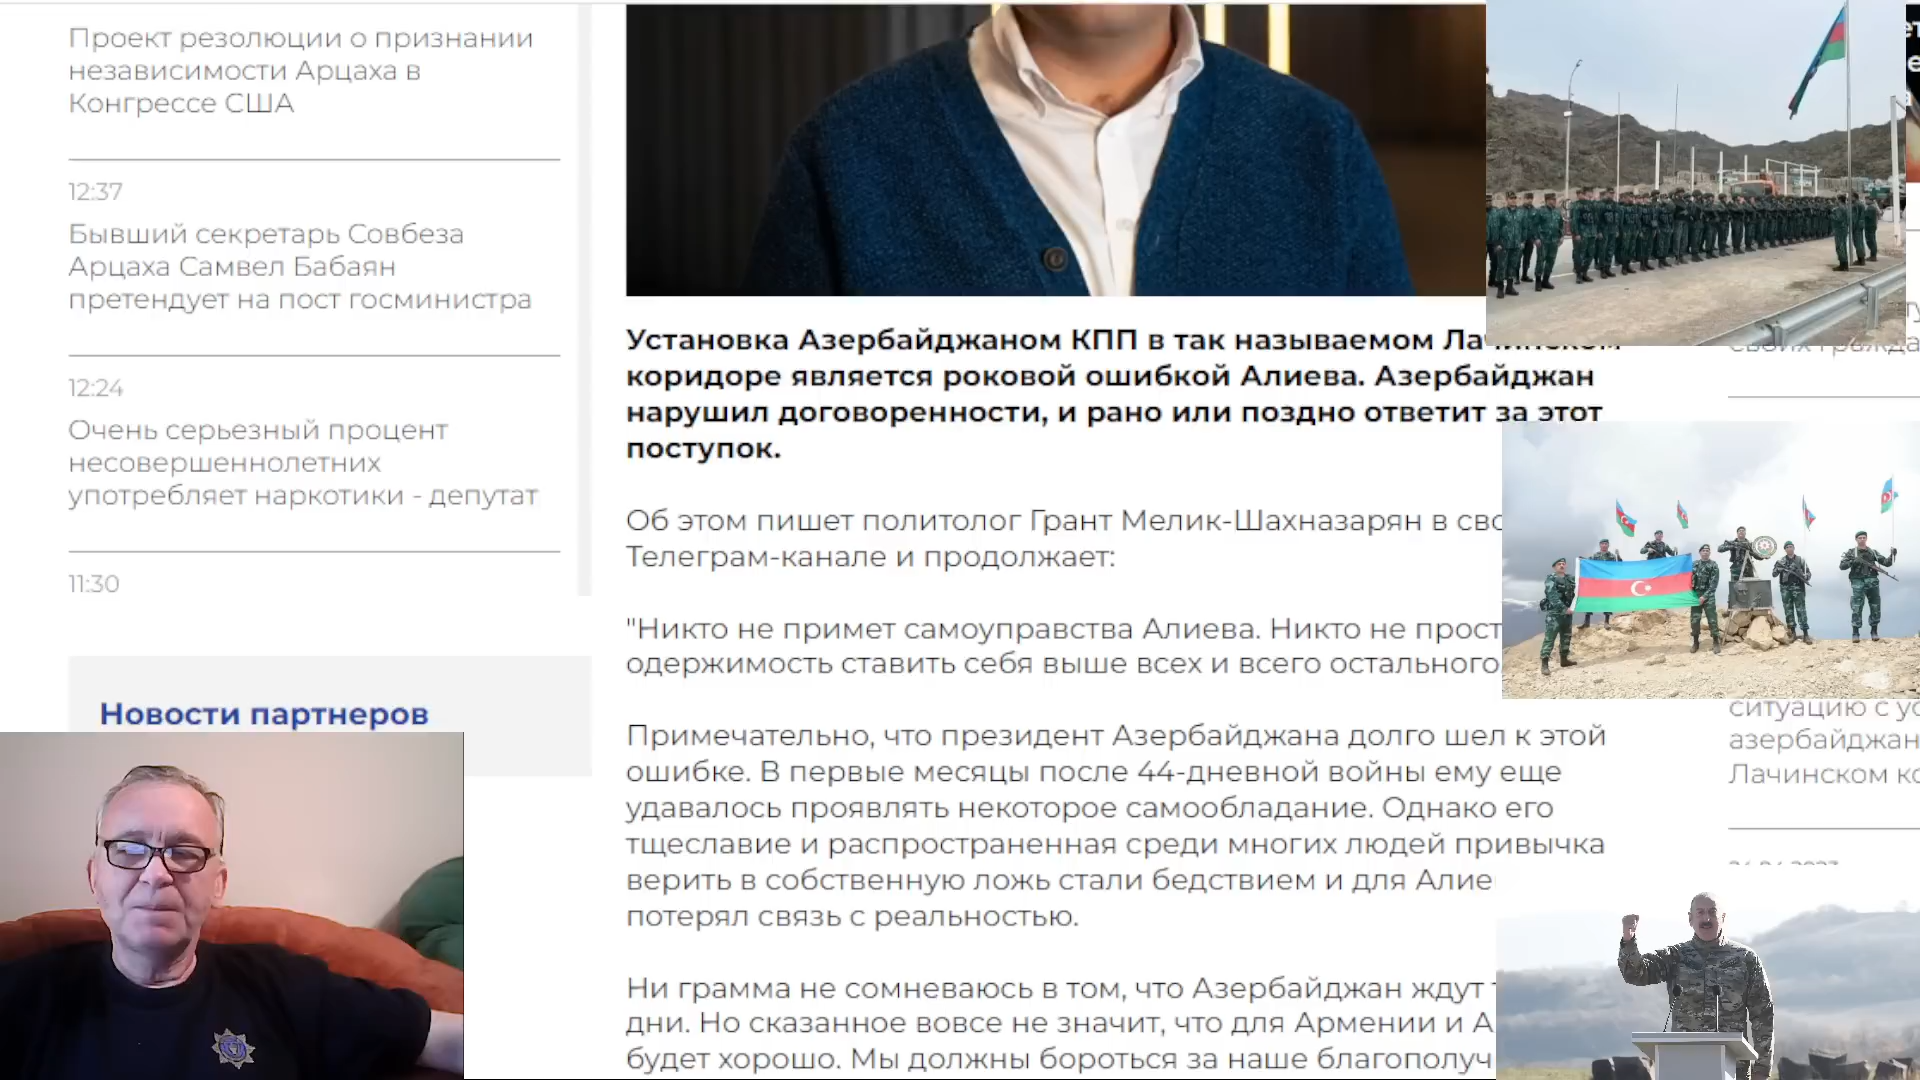 Проект резолюции о признании
независимости Арцаха в
Конгрессе США
12:37
Бывший секретарь Совбеза
Арцаха Самвел Бабаян
претендует на пост госминистра
12:24
Очень серьезный процент
несовершеннолетних
употребляет наркотики - депутат
11:30
Новости партнеров
Установка Азербайджаном КПП в так называемом
коридоре является роковой ошибкой Алиева. Азербайджан
нарушил договоренности, и рано или поздно ответит за этот
поступок.
Об этом пишет политолог Грант Мелик-Шахназарян в
Телеграм-канале и продолжает:
"Никто не примет самоуправства Алиева. Никто не
одержимость ставить себя выше всех и всего остального.
Примечательно, что президент Азербайджана долго шел к этой
ошибке. В первые месяцы после 44-дневной войны ему еще
удавалось проявлять некоторое самообладание. Однако его
тщеславие и распространенная среди многих людей привычка
верить в собственную ложь стали бедствием и для
потерял связь с реальностью.
Ни грамма не сомневаюсь в том, что Азербайджан ждут
дни. Но сказанное вовсе не значит, что для Армении и
будет хорошо. Мы должны бороться за наше
ситуацию с
Лачинском